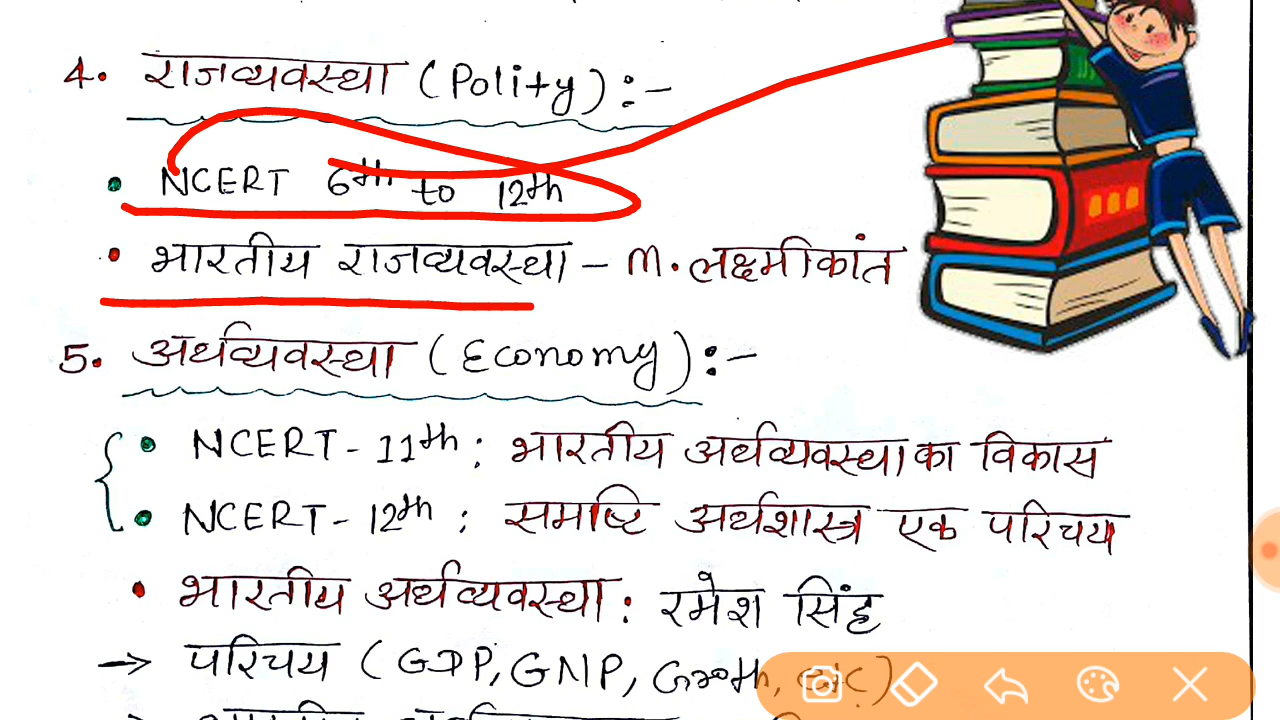 4. राजव्यवस्था (Polity) :-
• NCERT 6th to 12th
• भारतीय राजव्यवस्था - M. लक्ष्मीकांत
5. अर्थव्यवस्था (Economy) :-
• NCERT - 11th : भारतीय अर्थव्यवस्था का विकास
• NCERT - 12th : समष्टि अर्थशास्त्र एक परिचय
• भारतीय अर्थव्यवस्था : रमेश सिंह
→ परिचय (GDP, GNP, Growth, etc)